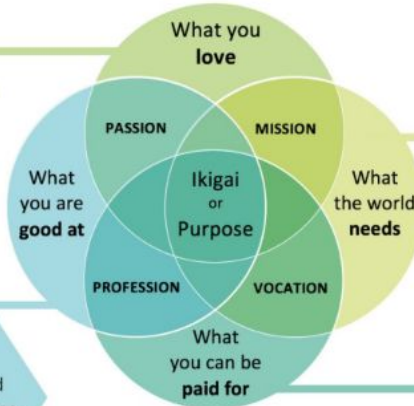 What you
love
PASSION
MISSION
What
you are
good at
Ikigai
or
Purpose
What
the world
needs
PROFESSION
VOCATION
What
you can be
paid for